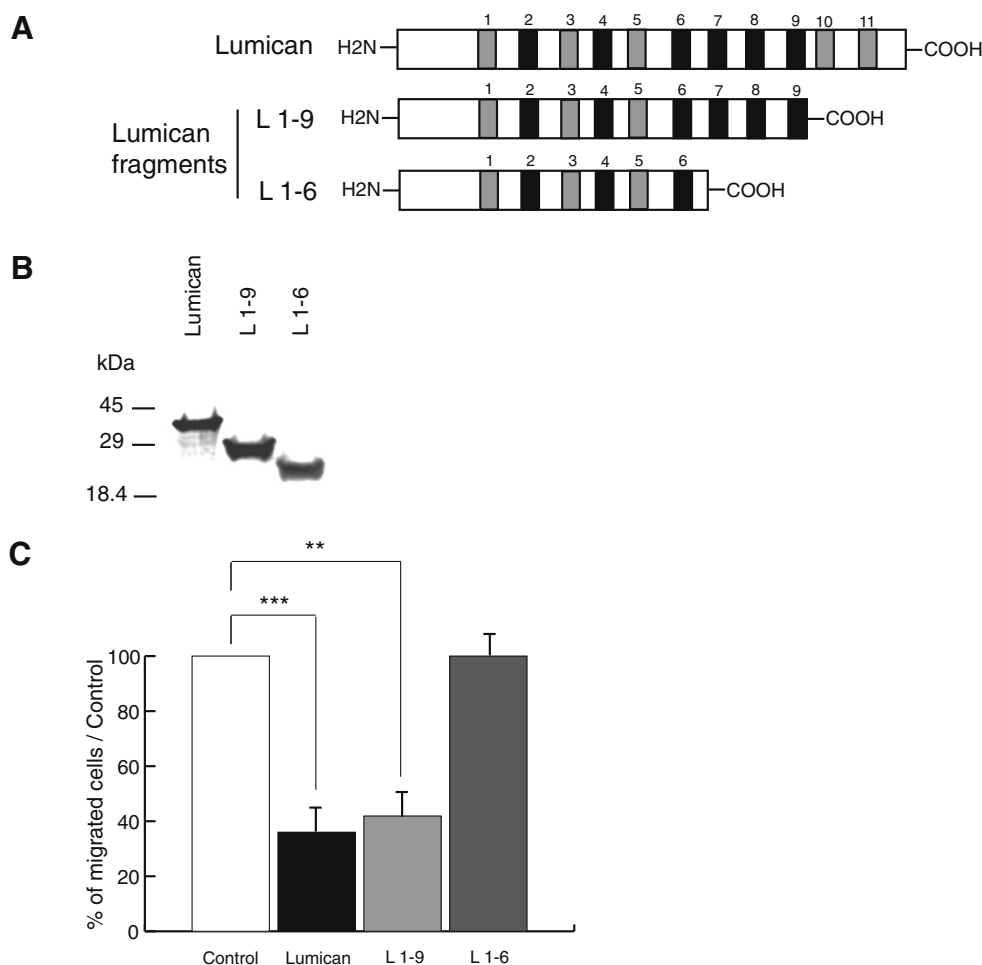 A
Lumican H2N 1 2 3 4 5 6 7 8 9 10 11 COOH
Lumican fragments
L 1-9 H2N 1 2 3 4 5 6 7 8 9 COOH
L 1-6 H2N 1 2 3 4 5 6 COOH
B
Lumican L 1-9 L 1-6
kDa
45
29
18.4
C
**
***
% of migrated cells / Control
100
80
60
40
20
0
Control Lumican L 1-9 L 1-6